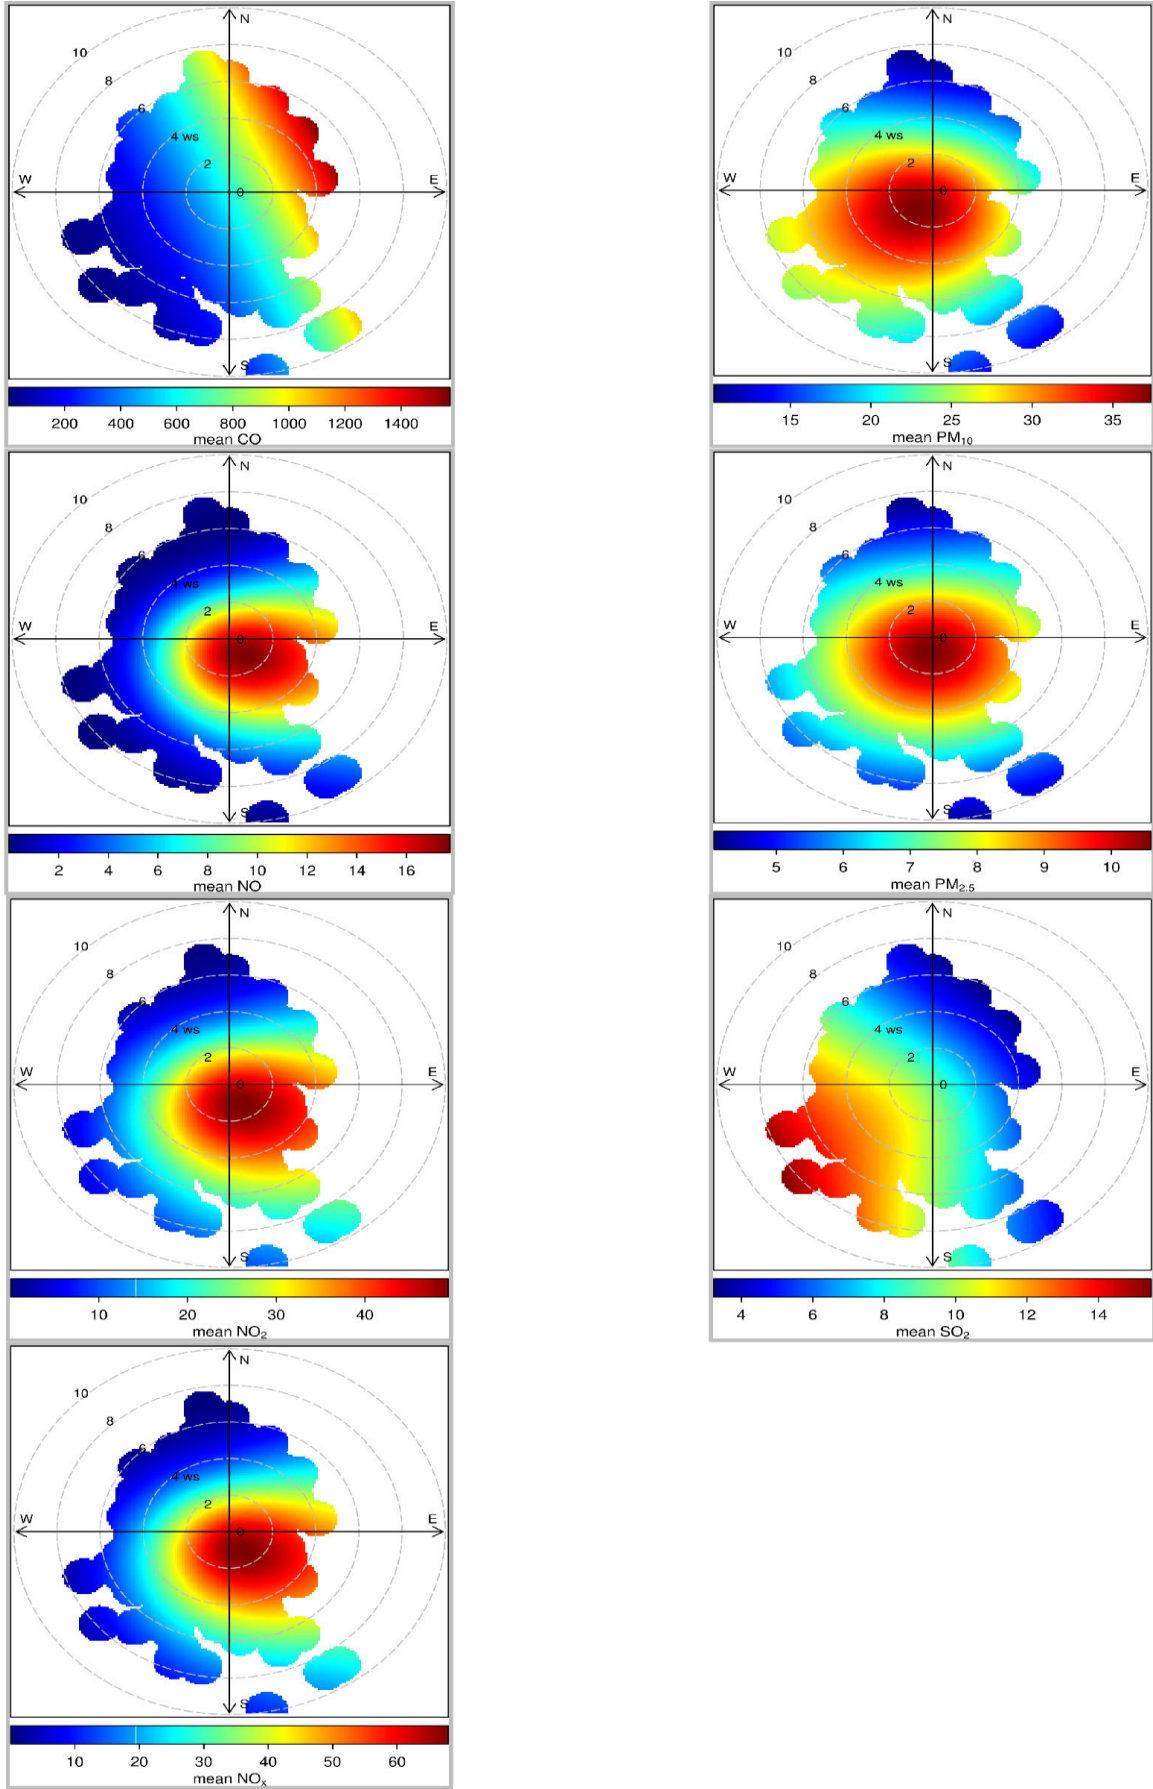 N
10
8
6
4 ws
2
W
0
E
S
200 400 600 800 1000 1200 1400
mean CO
N
10
8
6
4 ws
2
W
0
E
S
15 20 25 30 35
mean PM₁₀
N
10
8
6
4 ws
2
W
0
E
S
2 4 6 8 10 12 14 16
mean NO
N
10
8
6
4 ws
2
W
0
E
S
5 6 7 8 9 10
mean PM₂.₅
N
10
8
6
4 ws
2
W
0
E
S
10 20 30 40
mean NO₂
N
10
8
6
4 ws
2
W
0
E
S
4 6 8 10 12 14
mean SO₂
N
10
8
6
4 ws
2
W
0
E
S
10 20 30 40 50 60
mean NOₓ